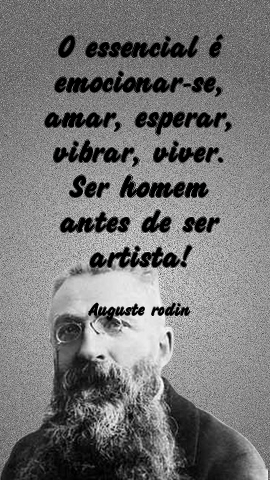 O essencial é
emocionar-se,
amar, esperar,
vibrar, viver.
Ser homem
antes de ser
artista!
Auguste rodin